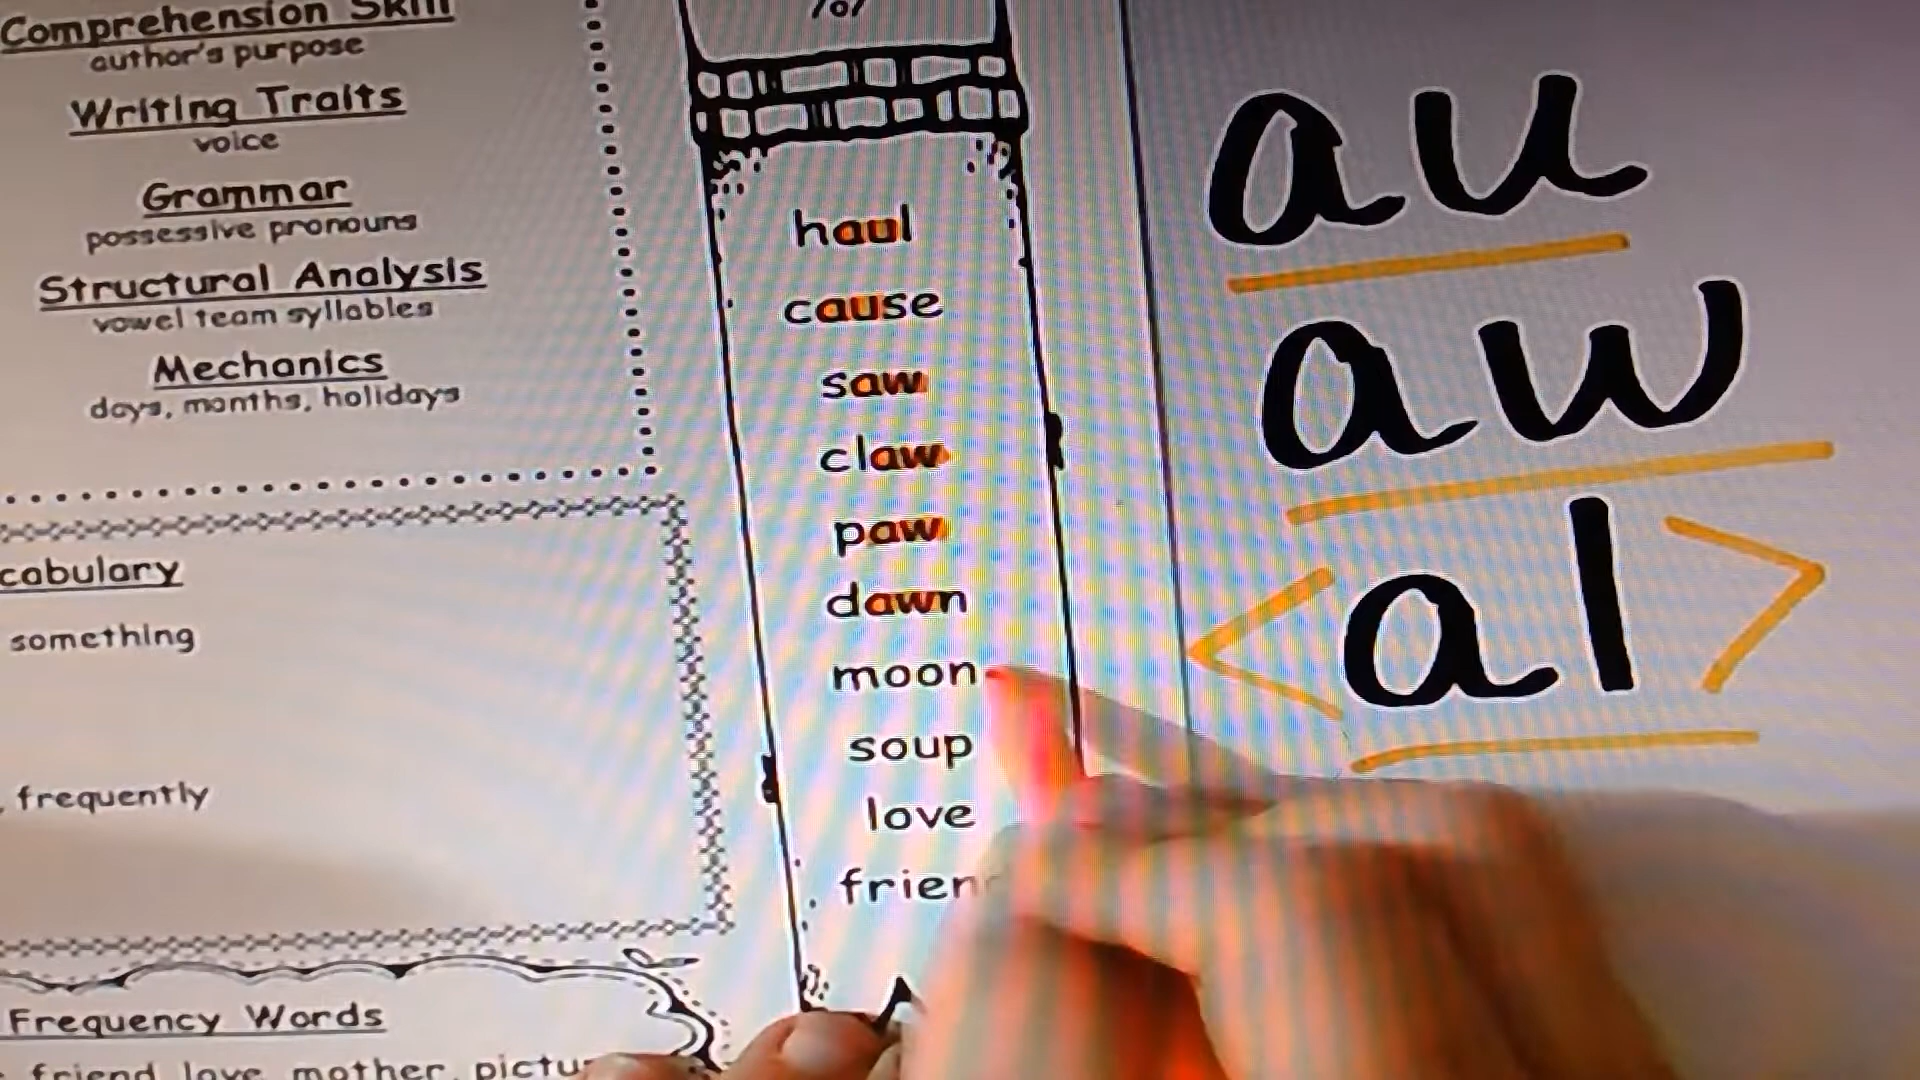 Comprehension Skill
author's purpose
Writing Traits
voice
Grammar
possessive pronouns
Structural Analysis
vowel team syllables
Mechanics
days, months, holidays
cabulary
something
, frequently
Frequency Words
friend, love, mother, pictu
/o/
haul
cause
saw
claw
paw
dawn
moon
soup
love
frien
au
aw
<al>